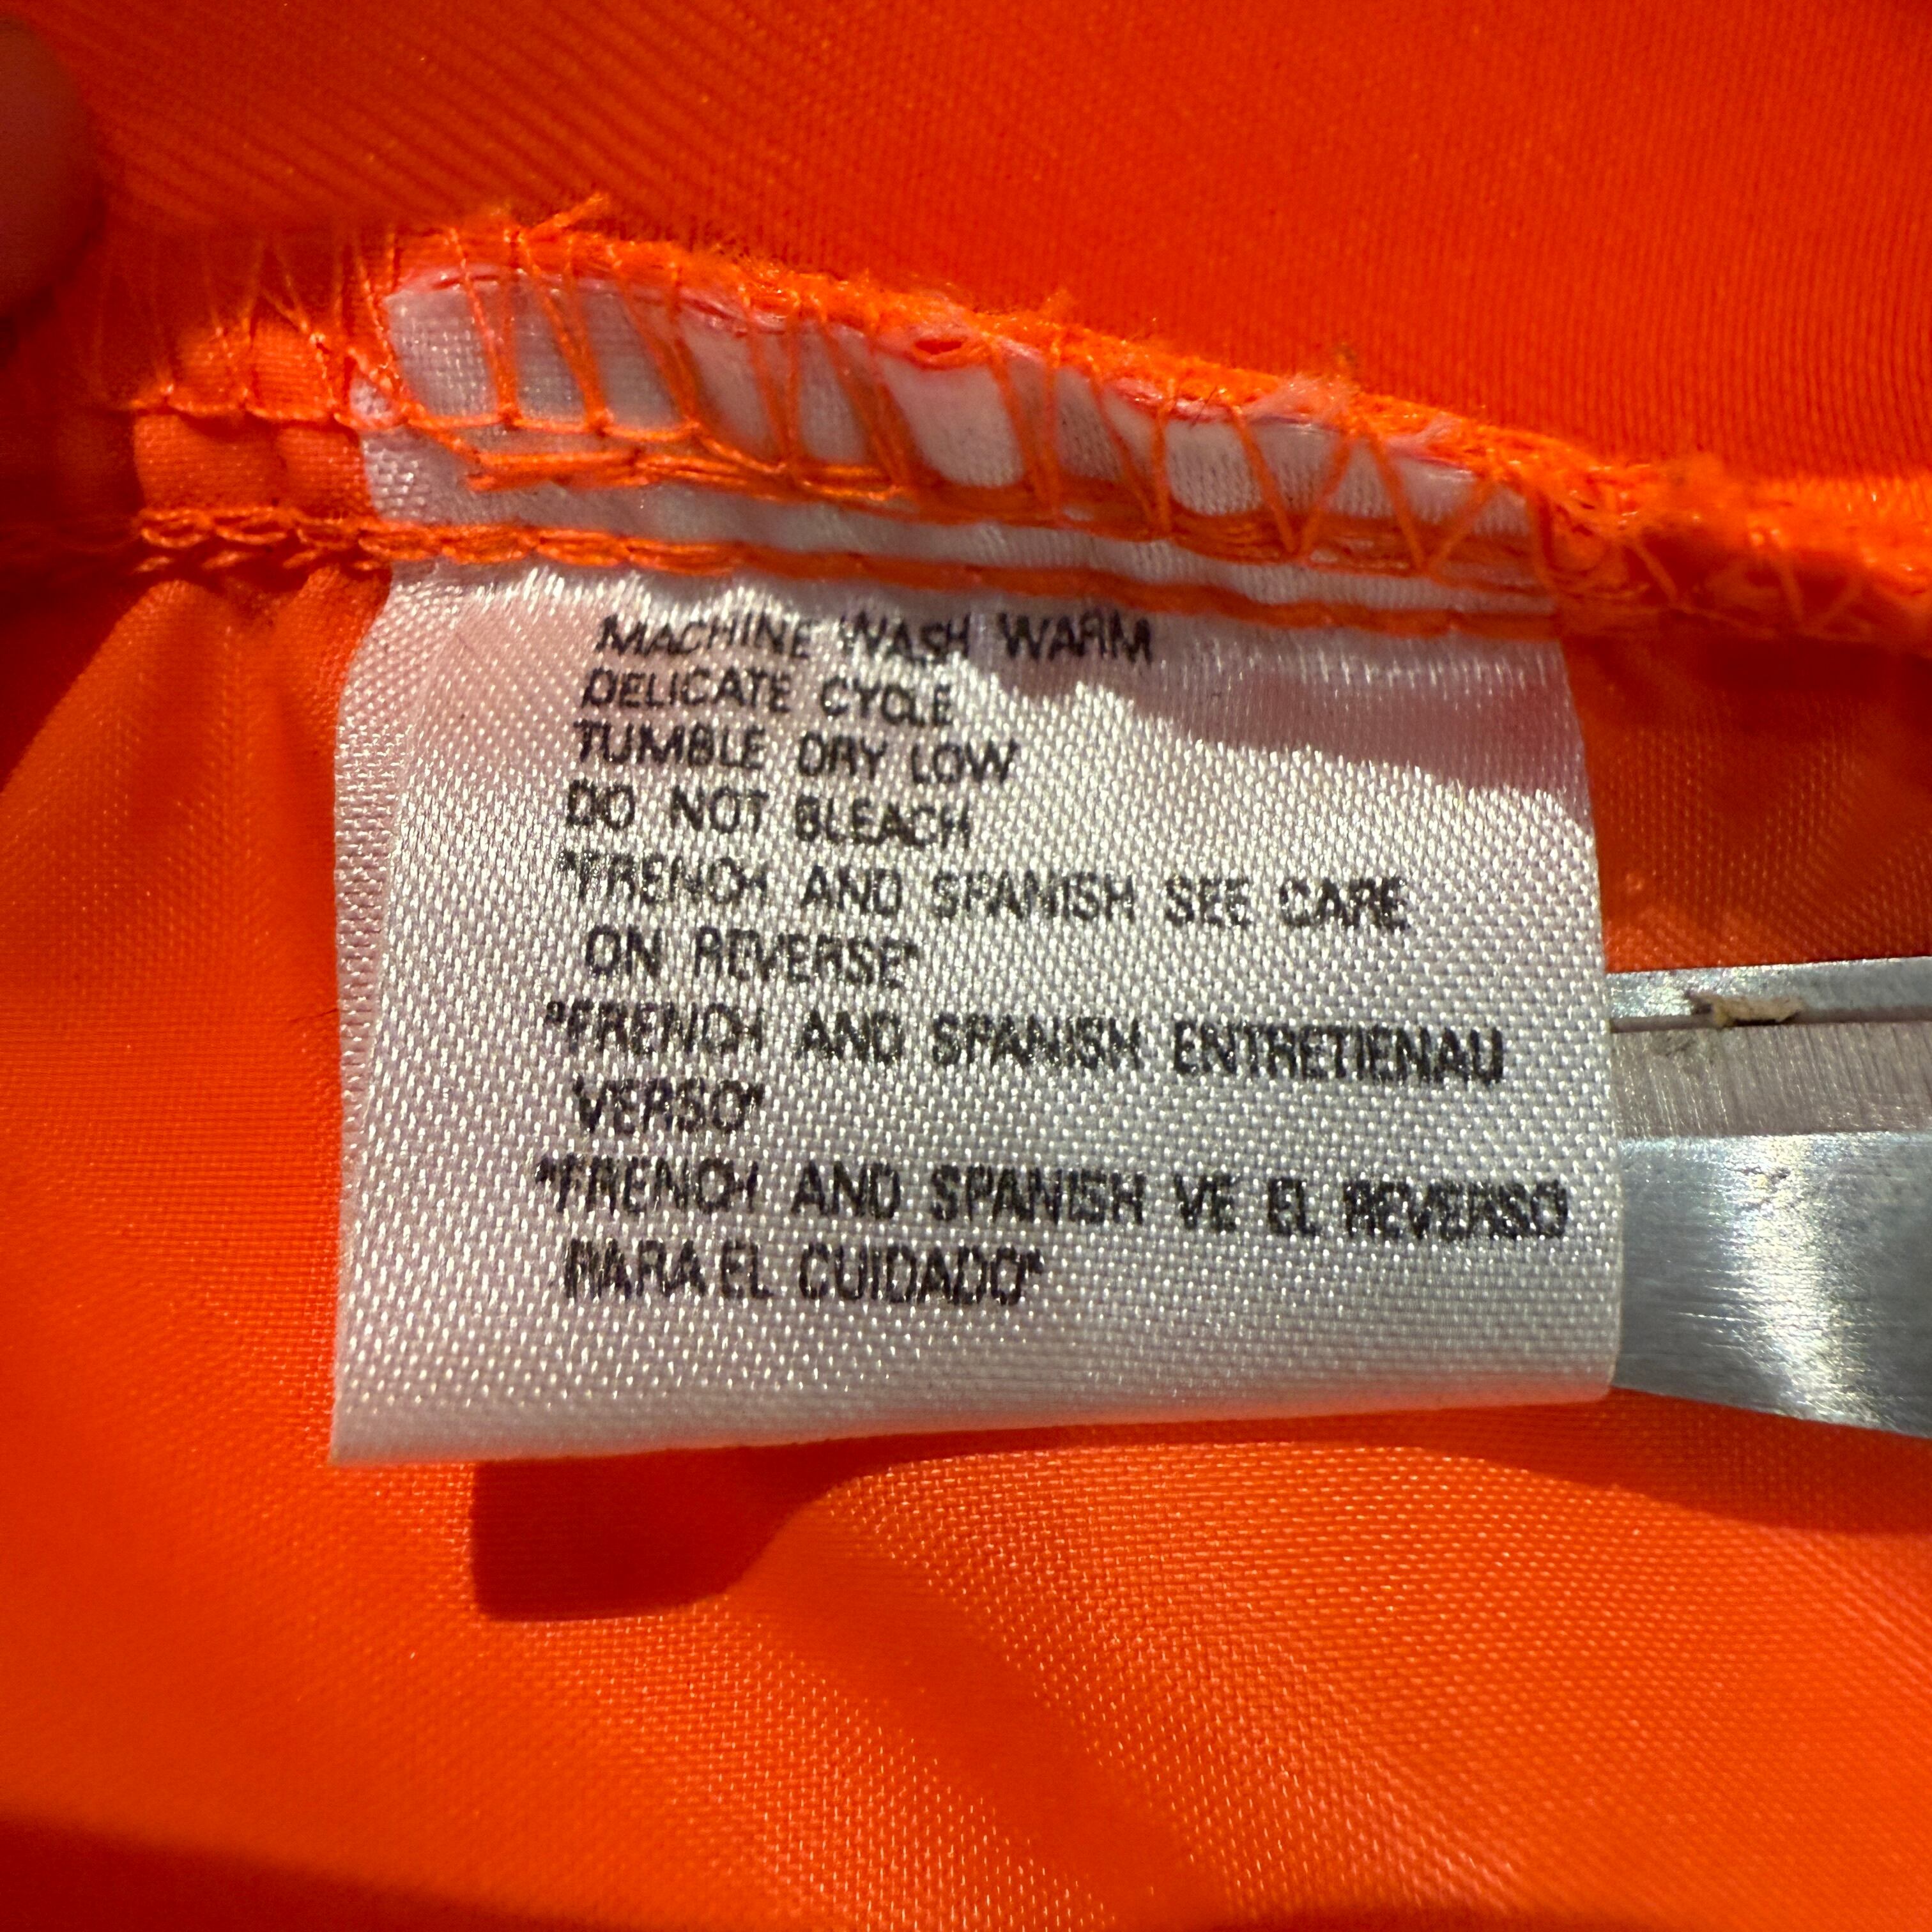 MACHINE WASH WARM
DELICATE CYCLE
TUMBLE DRY LOW
DO NOT BLEACH
*FRENCH AND SPANISH SEE CARE
ON REVERSE*
*FRENCH AND SPANISH ENTRETIENAU
VERSO*
*FRENCH AND SPANISH VE EL REVERSO
PARA EL CUIDADO*